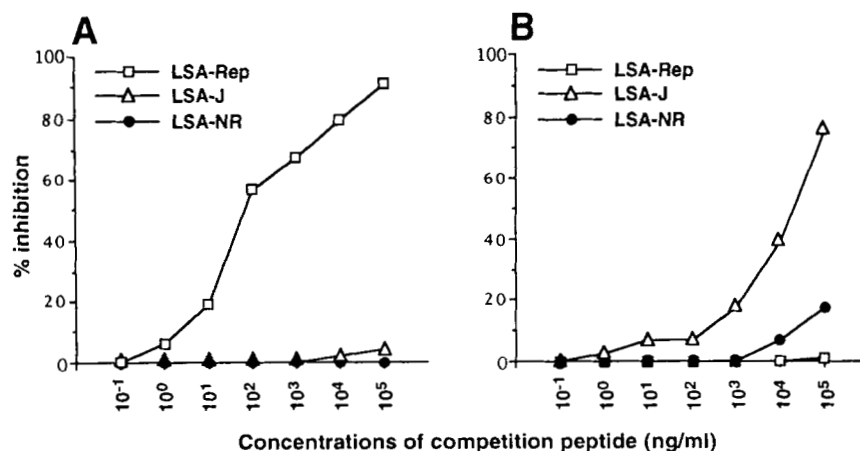 A
100
80
60
40
20
0
% inhibition
LSA-Rep
LSA-J
LSA-NR
10-1
100
101
102
103
104
105
B
100
80
60
40
20
0
LSA-Rep
LSA-J
LSA-NR
10-1
100
101
102
103
104
105
Concentrations of competition peptide (ng/ml)